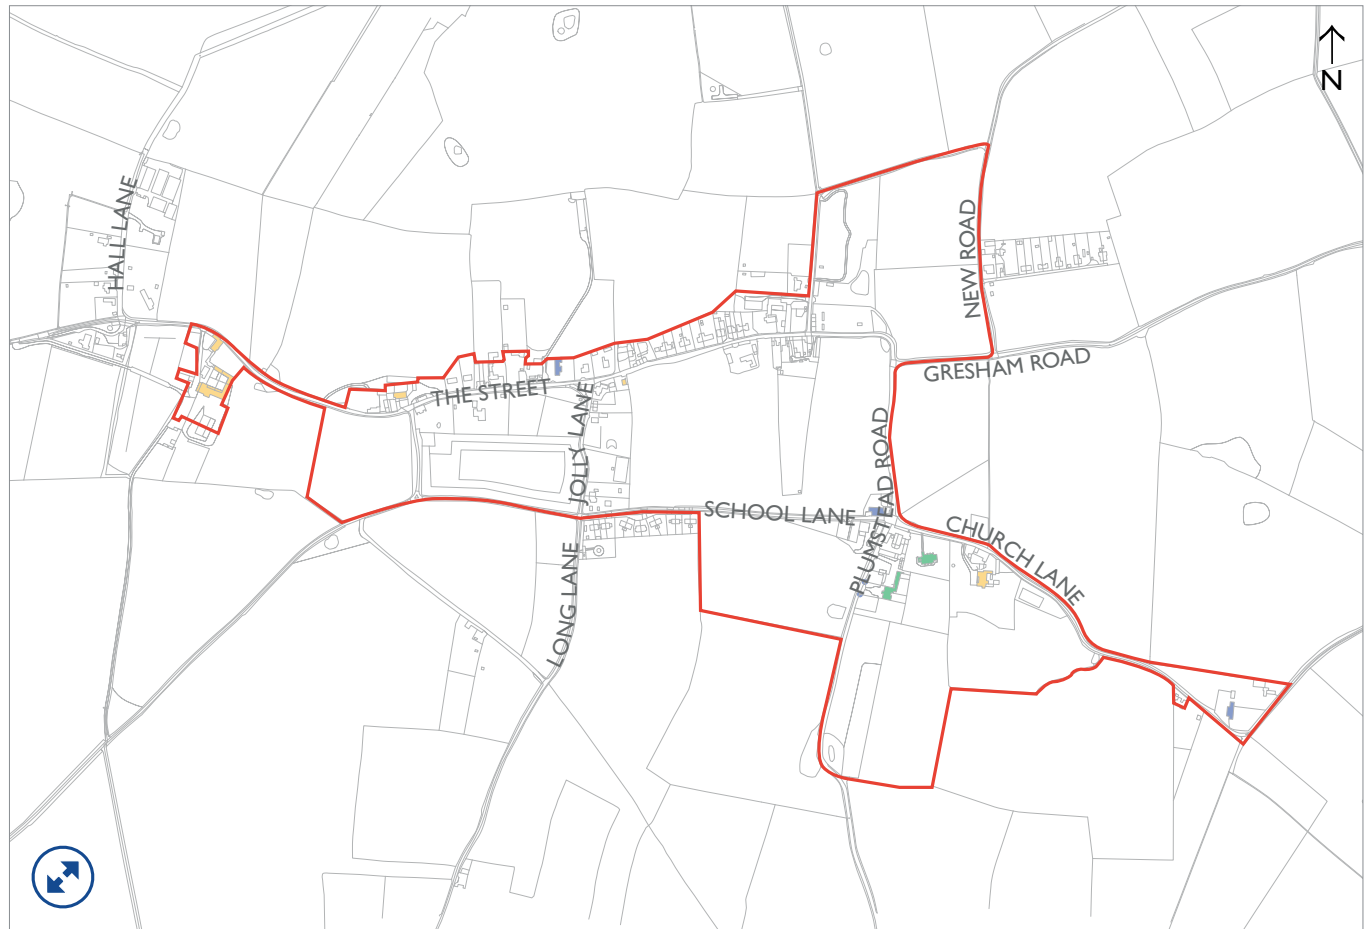 N
HALL LANE
NEW ROAD
GRESHAM ROAD
THE STREET
JOLLY LANE
PLUMSTEAD ROAD
SCHOOL LANE
CHURCH LANE
LONG LANE